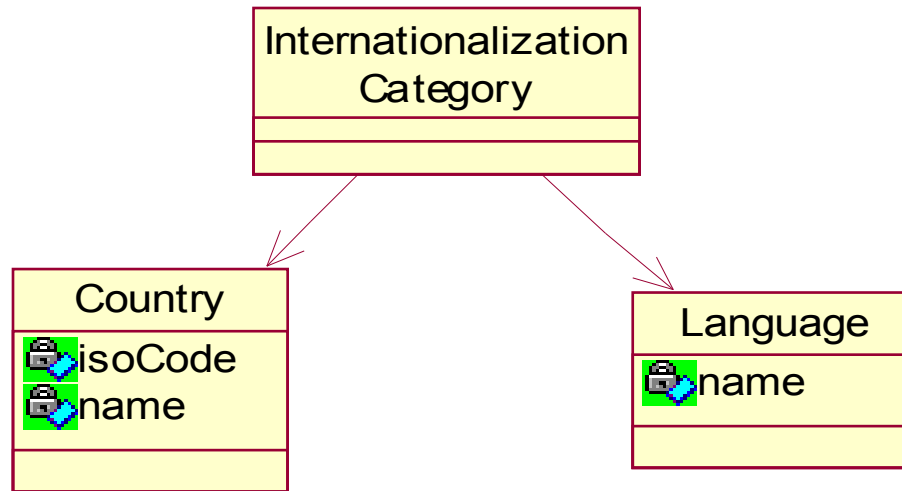 Internationalization
Category
Country
isoCode
name
Language
name